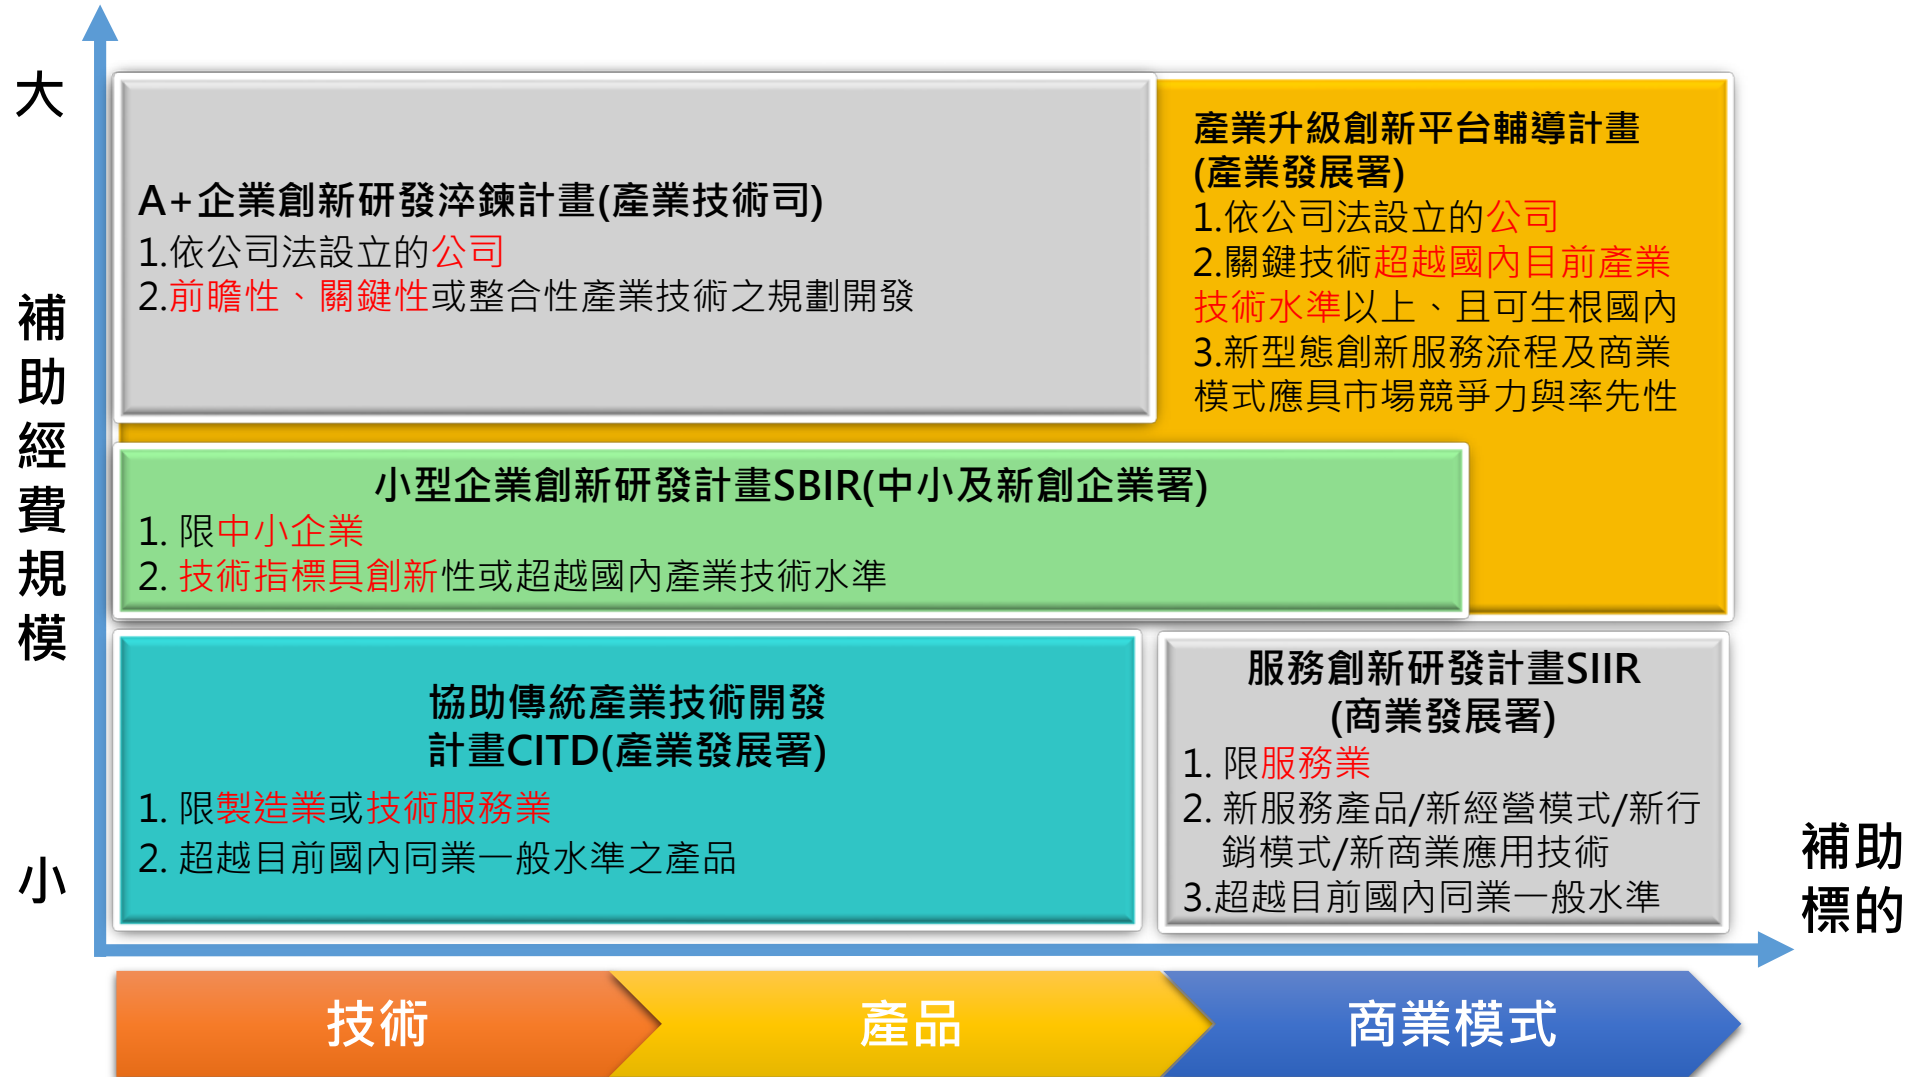 大
補
助
經
費
規
模
小
A+企業創新研發淬鍊計畫(產業技術司)
1.依公司法設立的公司
2.前瞻性、關鍵性或整合性產業技術之規劃開發
產業升級創新平台輔導計畫
(產業發展署)
1.依公司法設立的公司
2.關鍵技術超越國內目前產業
技術水準以上、且可生根國內
3.新型態創新服務流程及商業
模式應具市場競爭力與率先性
小型企業創新研發計畫SBIR(中小及新創企業署)
1. 限中小企業
2. 技術指標具創新性或超越國內產業技術水準
協助傳統產業技術開發
計畫CITD(產業發展署)
1. 限製造業或技術服務業
2. 超越目前國內同業一般水準之產品
服務創新研發計畫SIIR
(商業發展署)
1. 限服務業
2. 新服務產品/新經營模式/新行
銷模式/新商業應用技術
3.超越目前國內同業一般水準
補助
標的
技術
產品
商業模式